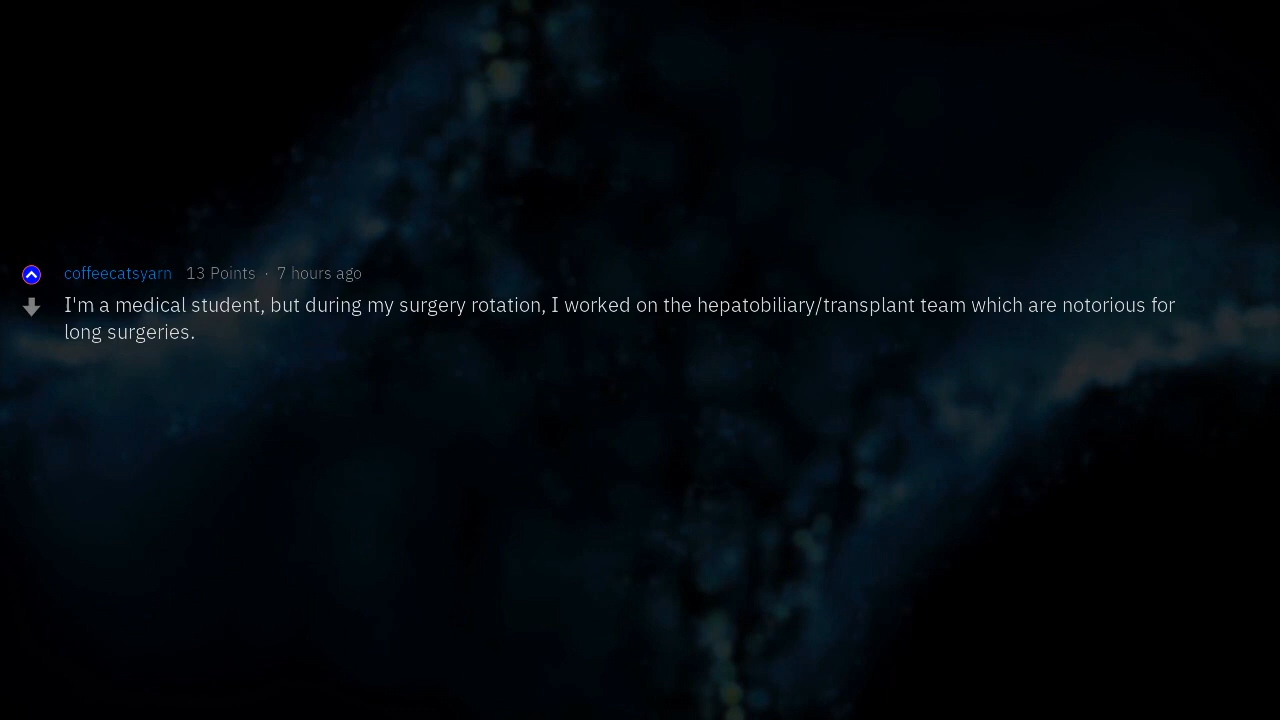 coffeecatsyarn 13 Points · 7 hours ago
I'm a medical student, but during my surgery rotation, I worked on the hepatobiliary/transplant team which are notorious for
long surgeries.